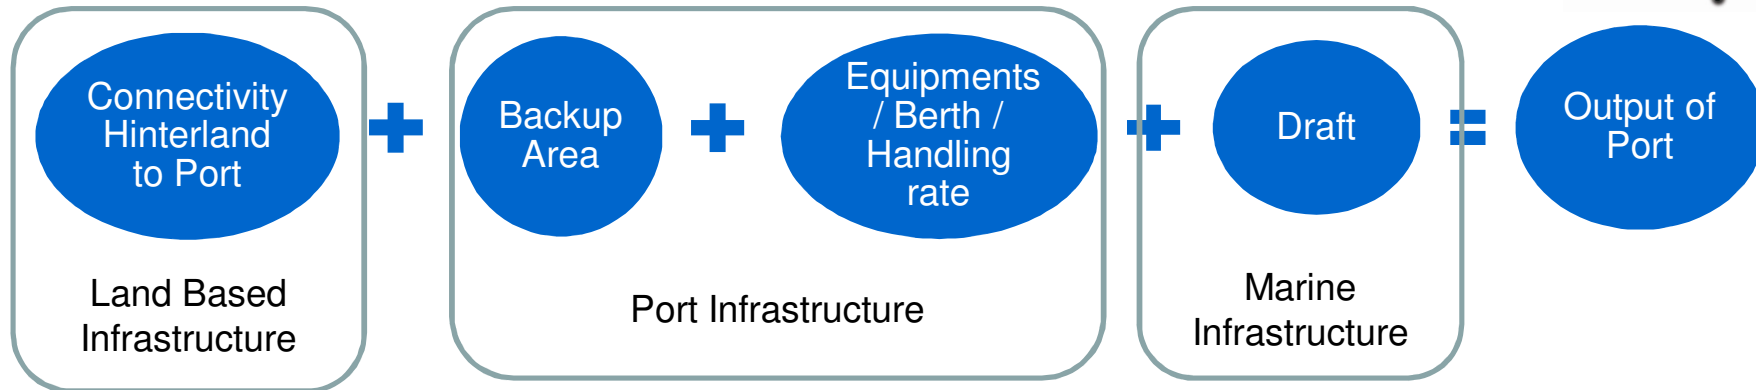 Connectivity
Hinterland
to Port
Backup
Area
Equipments
/ Berth /
Handling
rate
Draft
Output of
Port
Land Based
Infrastructure
Port Infrastructure
Marine
Infrastructure